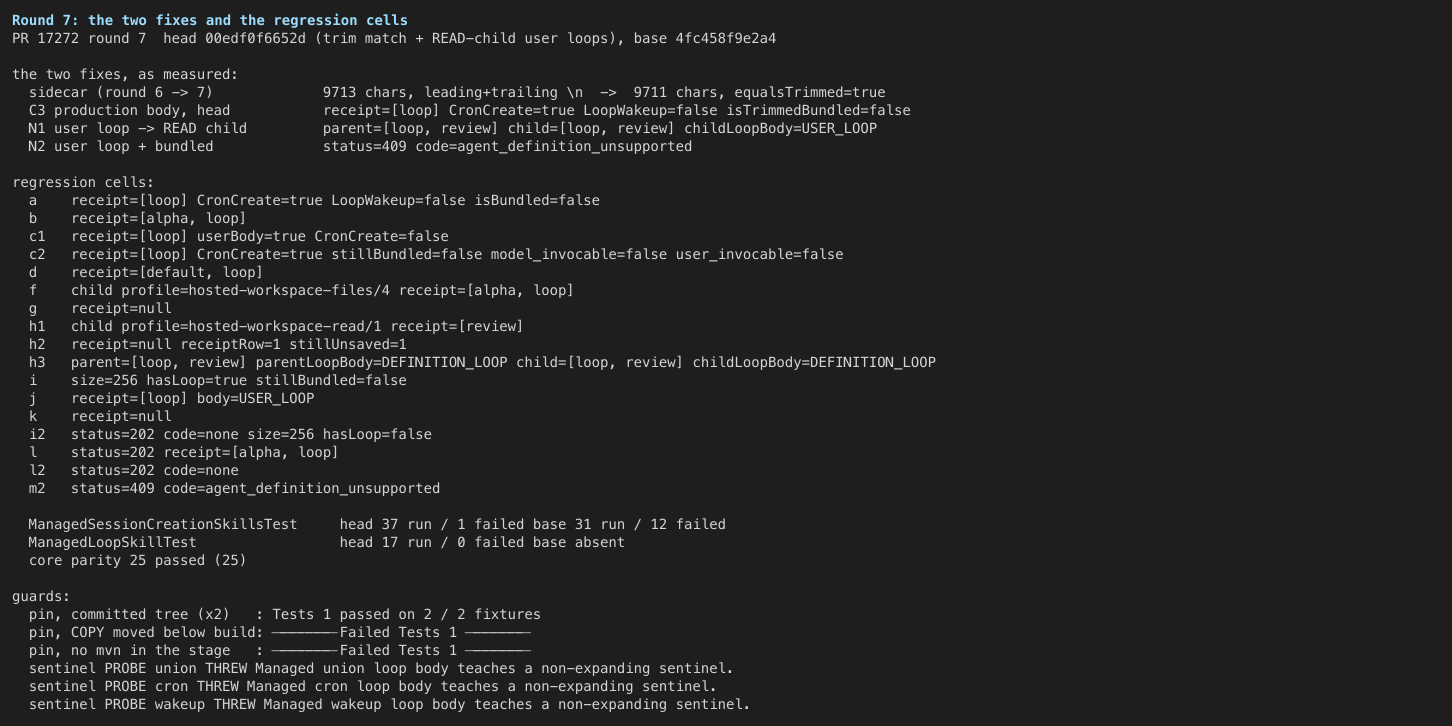 Round 7: the two fixes and the regression cells
PR 17272 round 7  head 00edf0f6652d (trim match + READ-child user loops), base 4fc458f9e2a4
the two fixes, as measured:
  sidecar (round 6 -> 7)             9713 chars, leading+trailing \n  ->  9711 chars, equalsTrimmed=true
  C3 production body, head           receipt=[loop] CronCreate=true LoopWakeup=false isTrimmedBundled=false
  N1 user loop -> READ child         parent=[loop, review] child=[loop, review] childLoopBody=USER_LOOP
  N2 user loop + bundled             status=409 code=agent_definition_unsupported
regression cells:
  a    receipt=[loop] CronCreate=true LoopWakeup=false isBundled=false
  b    receipt=[alpha, loop]
  c1   receipt=[loop] userBody=true CronCreate=false
  c2   receipt=[loop] CronCreate=true stillBundled=false model_invocable=false user_invocable=false
  d    receipt=[default, loop]
  f    child profile=hosted-workspace-files/4 receipt=[alpha, loop]
  g    receipt=null
  h1   child profile=hosted-workspace-read/1 receipt=[review]
  h2   receipt=null receiptRow=1 stillUnsaved=1
  h3   parent=[loop, review] parentLoopBody=DEFINITION_LOOP child=[loop, review] childLoopBody=DEFINITION_LOOP
  i    size=256 hasLoop=true stillBundled=false
  j    receipt=[loop] body=USER_LOOP
  k    receipt=null
  i2   status=202 code=none size=256 hasLoop=false
  l    status=202 receipt=[alpha, loop]
  l2   status=202 code=none
  m2   status=409 code=agent_definition_unsupported
  ManagedSessionCreationSkillsTest     head 37 run / 1 failed base 31 run / 12 failed
  ManagedLoopSkillTest                 head 17 run / 0 failed base absent
  core parity 25 passed (25)
guards:
  pin, committed tree (x2)   : Tests 1 passed on 2 / 2 fixtures
  pin, COPY moved below build: ⎯⎯⎯⎯⎯⎯⎯ Failed Tests 1 ⎯⎯⎯⎯⎯⎯⎯
  pin, no mvn in the stage   : ⎯⎯⎯⎯⎯⎯⎯ Failed Tests 1 ⎯⎯⎯⎯⎯⎯⎯
  sentinel PROBE union THREW Managed union loop body teaches a non-expanding sentinel.
  sentinel PROBE cron THREW Managed cron loop body teaches a non-expanding sentinel.
  sentinel PROBE wakeup THREW Managed wakeup loop body teaches a non-expanding sentinel.